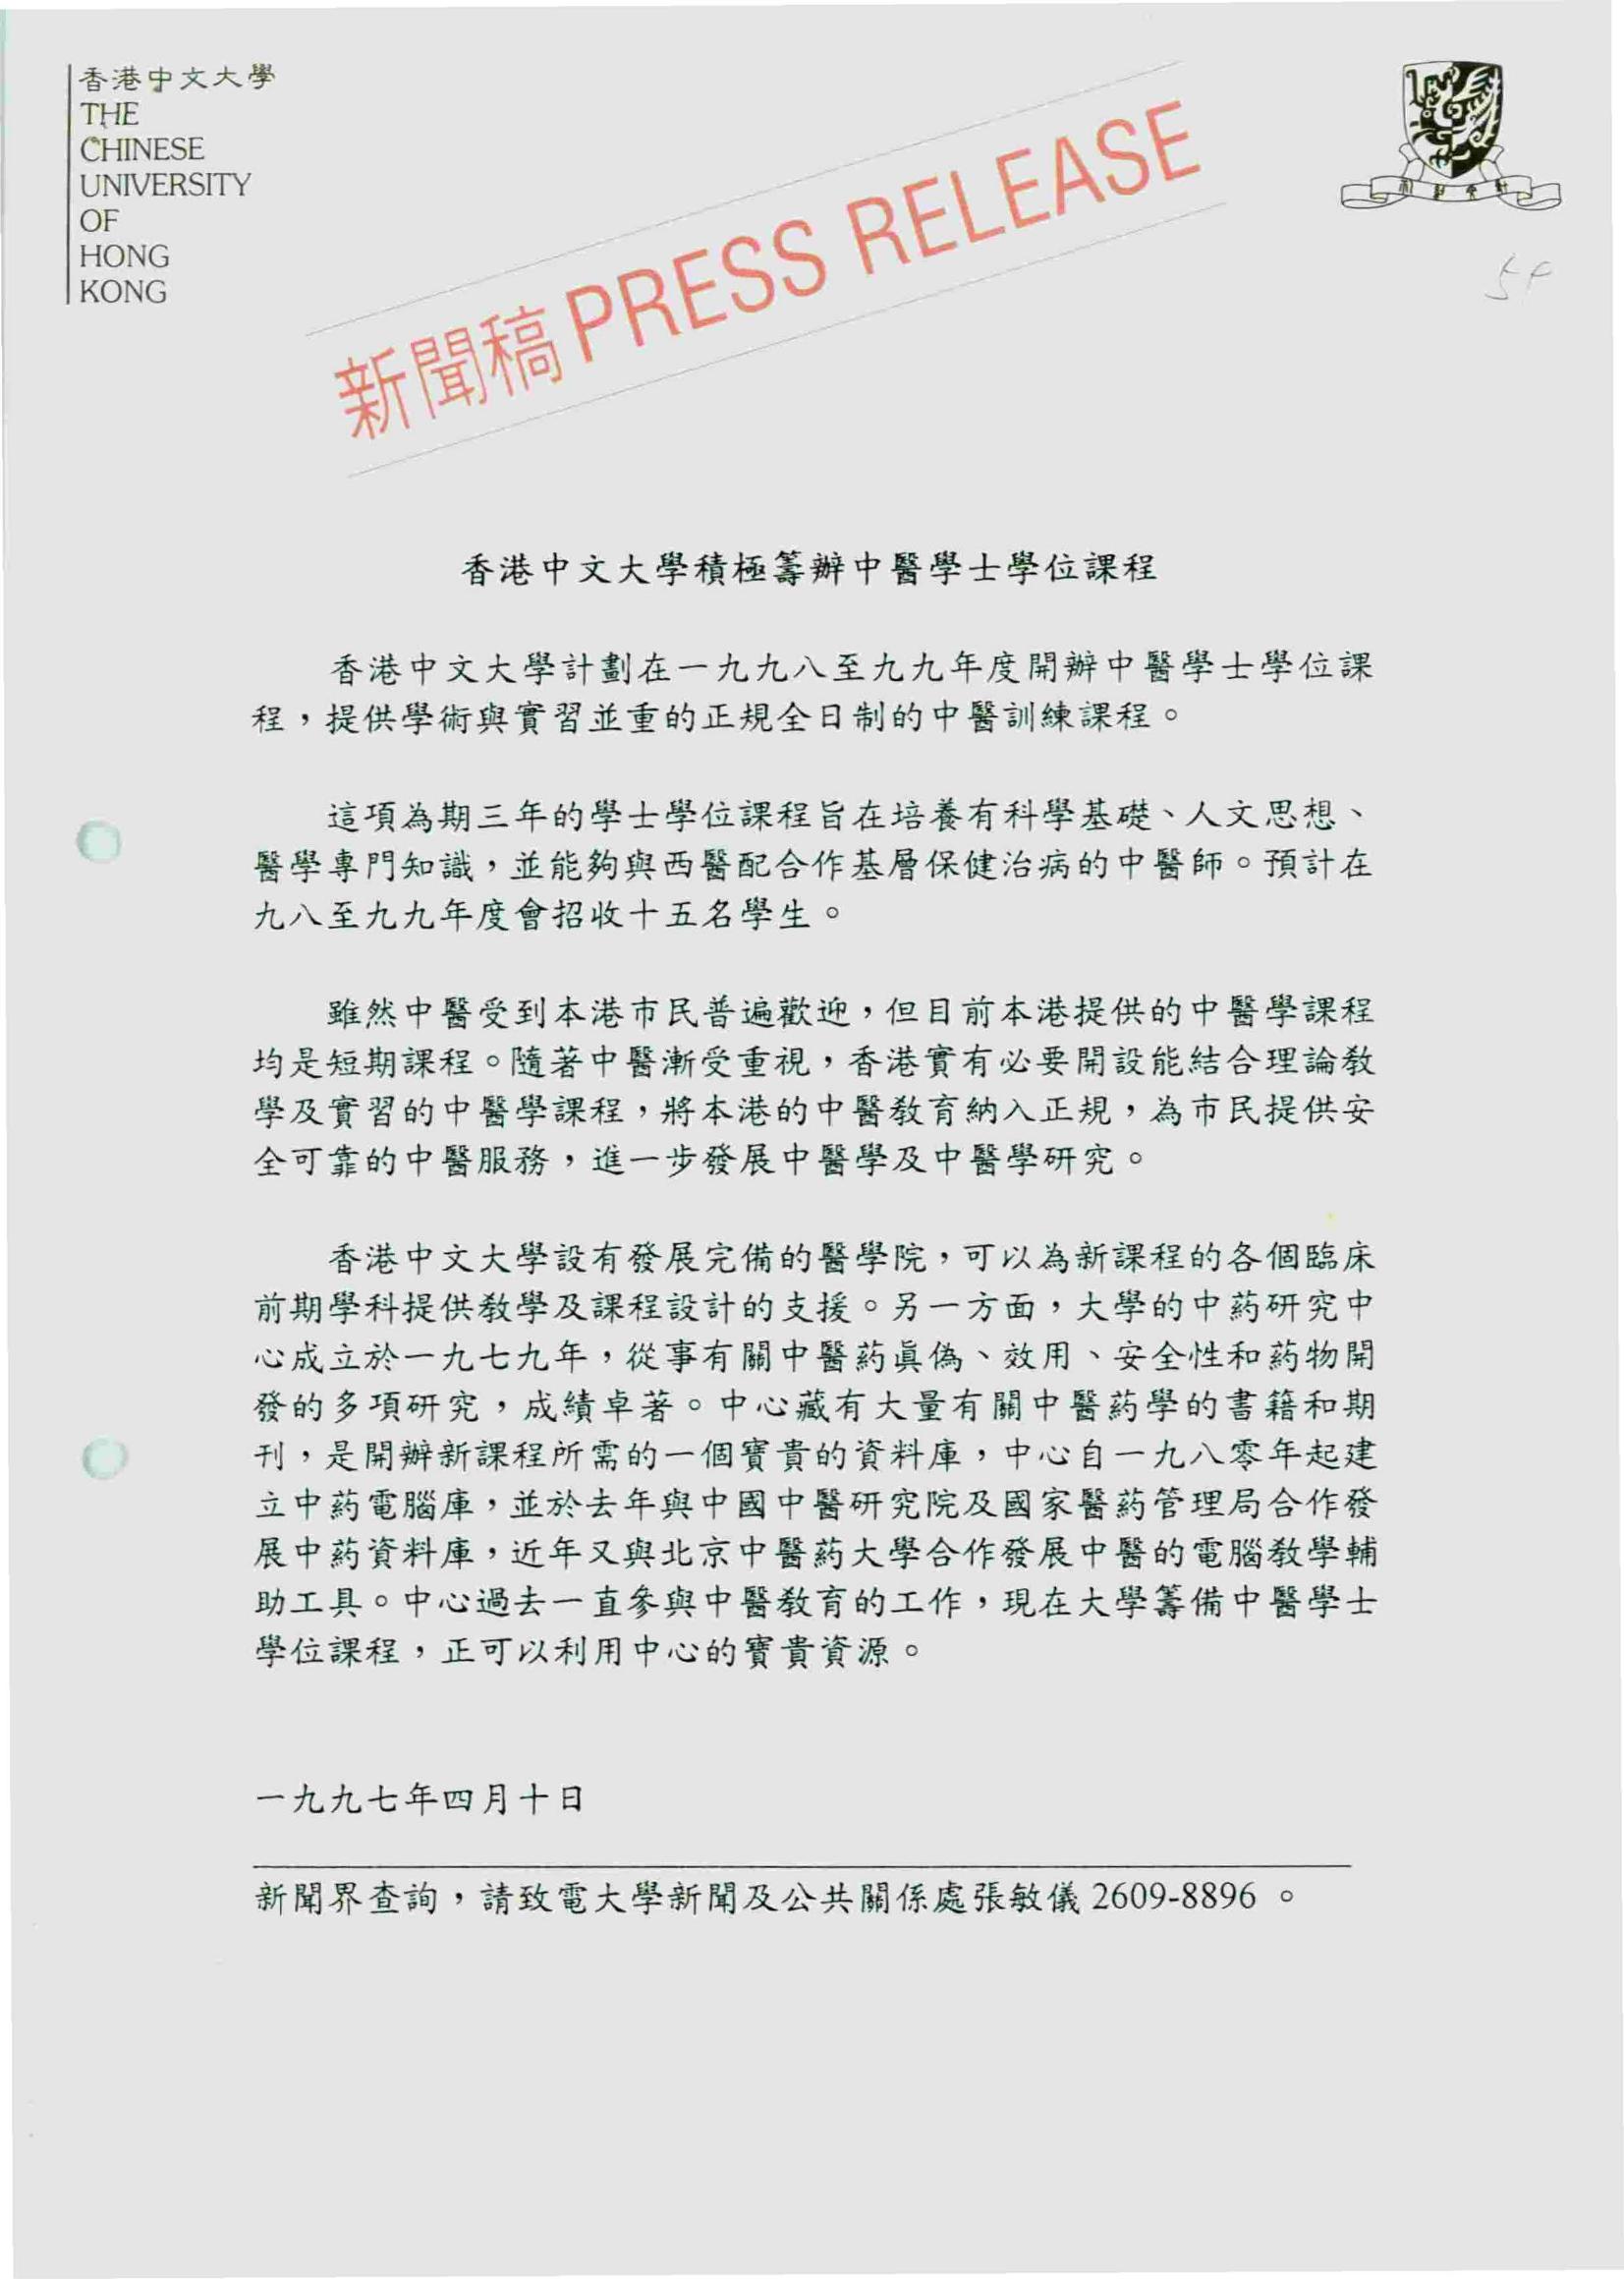 香港中文大學
THE
CHINESE
UNIVERSITY
OF
HONG
KONG
新聞稿 PRESS RELEASE
香港中文大學積極籌辦中醫學士學位課程
香港中文大學計劃在一九九八至九九年度開辦中醫學士學位課
程，提供學術與實習並重的正規全日制的中醫訓練課程。
這項為期三年的學士學位課程旨在培養有科學基礎、人文思想、
醫學專門知識，並能夠與西醫配合作基層保健治病的中醫師。預計在
九八至九九年度會招收十五名學生。
雖然中醫受到本港市民普遍歡迎，但目前本港提供的中醫學課程
均是短期課程。隨著中醫漸受重視，香港實有必要開設能結合理論教
學及實習的中醫學課程，將本港的中醫教育納入正規，為市民提供安
全可靠的中醫服務，進一步發展中醫學及中醫學研究。
香港中文大學設有發展完備的醫學院，可以為新課程的各個臨床
前期學科提供教學及課程設計的支援。另一方面，大學的中葯研究中
心成立於一九七九年，從事有關中醫葯真偽、效用、安全性和葯物開
發的多項研究，成績卓著。中心藏有大量有關中醫葯學的書籍和期
刊，是開辦新課程所需的一個寶貴的資料庫，中心自一九八零年起建
立中葯電腦庫，並於去年與中國中醫研究院及國家醫葯管理局合作發
展中葯資料庫，近年又與北京中醫葯大學合作發展中醫的電腦教學輔
助工具。中心過去一直參與中醫教育的工作，現在大學籌備中醫學士
學位課程，正可以利用中心的寶貴資源。
一九九七年四月十日
新聞界查詢，請致電大學新聞及公共關係處張敏儀 2609-8896 。